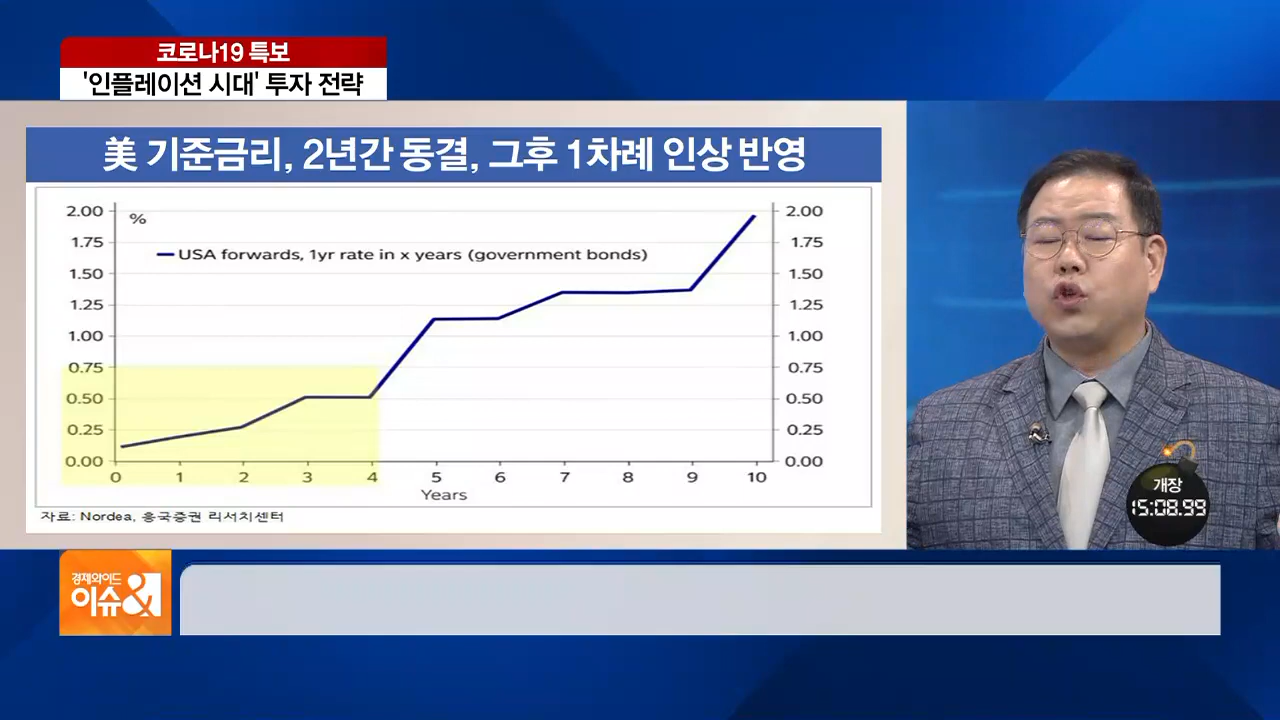 코로나19 특보
'인플레이션 시대' 투자 전략
美 기준금리, 2년간 동결, 그후 1차례 인상 반영
%
USA forwards, 1yr rate in x years (government bonds)
2.00 2.00
1.75 1.75
1.50 1.50
1.25 1.25
1.00 1.00
0.75 0.75
0.50 0.50
0.25 0.25
0.00 0.00
0 1 2 3 4 5 6 7 8 9 10
Years
자료: Nordea, 흥국증권 리서치센터
개장
15:08.99
경제와이드
이슈&